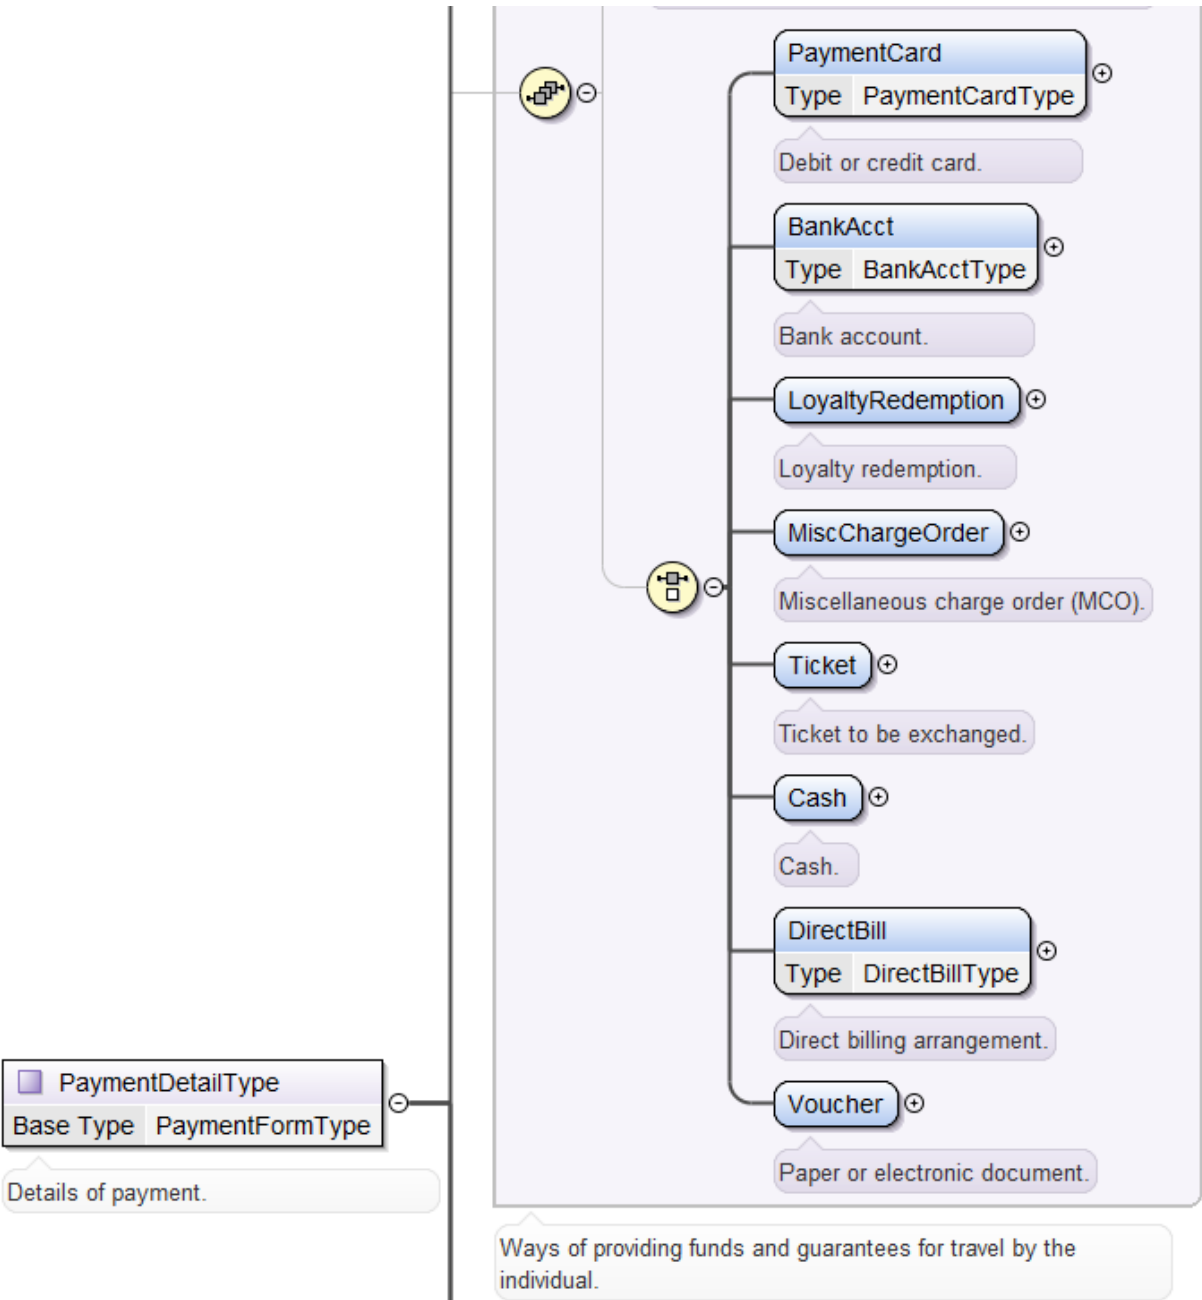 PaymentCard
Type PaymentCardType
Debit or credit card.
BankAcct
Type BankAcctType
Bank account.
LoyaltyRedemption
Loyalty redemption.
MiscChargeOrder
Miscellaneous charge order (MCO).
Ticket
Ticket to be exchanged.
Cash
Cash.
DirectBill
Type DirectBillType
Direct billing arrangement.
PaymentDetailType
Base Type PaymentFormType
Details of payment.
Voucher
Paper or electronic document.
Ways of providing funds and guarantees for travel by the
individual.